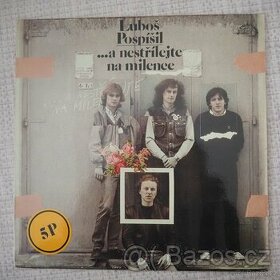 Luboš
Pospíšil
...a nestřílejte
na milence
5P
Bazos.cz